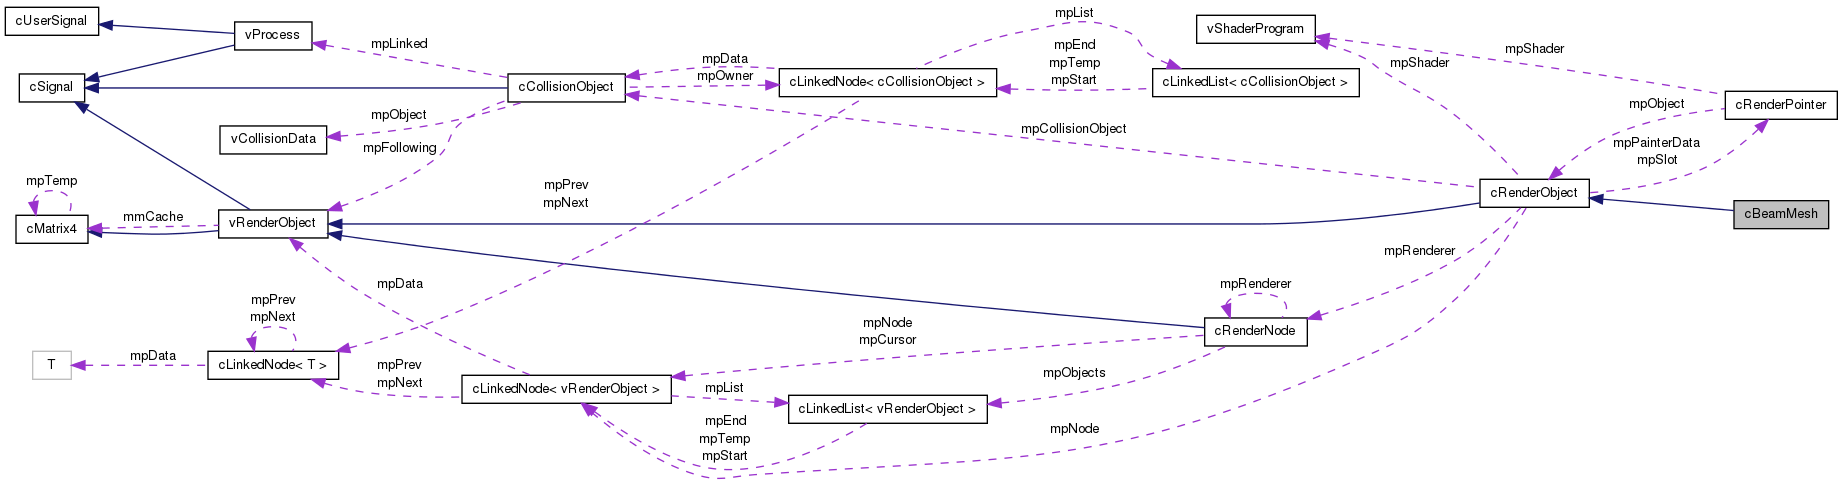 cUserSignal
vProcess
mpLinked
mpList
vShaderProgram
mpShader
mpData
mpOwner
mpEnd
mpTemp
mpStart
mpShader
cSignal
cCollisionObject
cLinkedNode< cCollisionObject >
cLinkedList< cCollisionObject >
cRenderPointer
mpObject
mpObject
vCollisionData
mpFollowing
mpCollisionObject
mpPainterData
mpSlot
mpTemp
mpPrev
mpNext
cRenderObject
mmCache
cMatrix4
vRenderObject
cBeamMesh
mpRenderer
mpData
mpRenderer
mpPrev
mpNext
mpNode
mpCursor
cRenderNode
T
mpData
cLinkedNode< T >
mpPrev
mpNext
cLinkedNode< vRenderObject >
mpList
mpObjects
cLinkedList< vRenderObject >
mpEnd
mpTemp
mpStart
mpNode